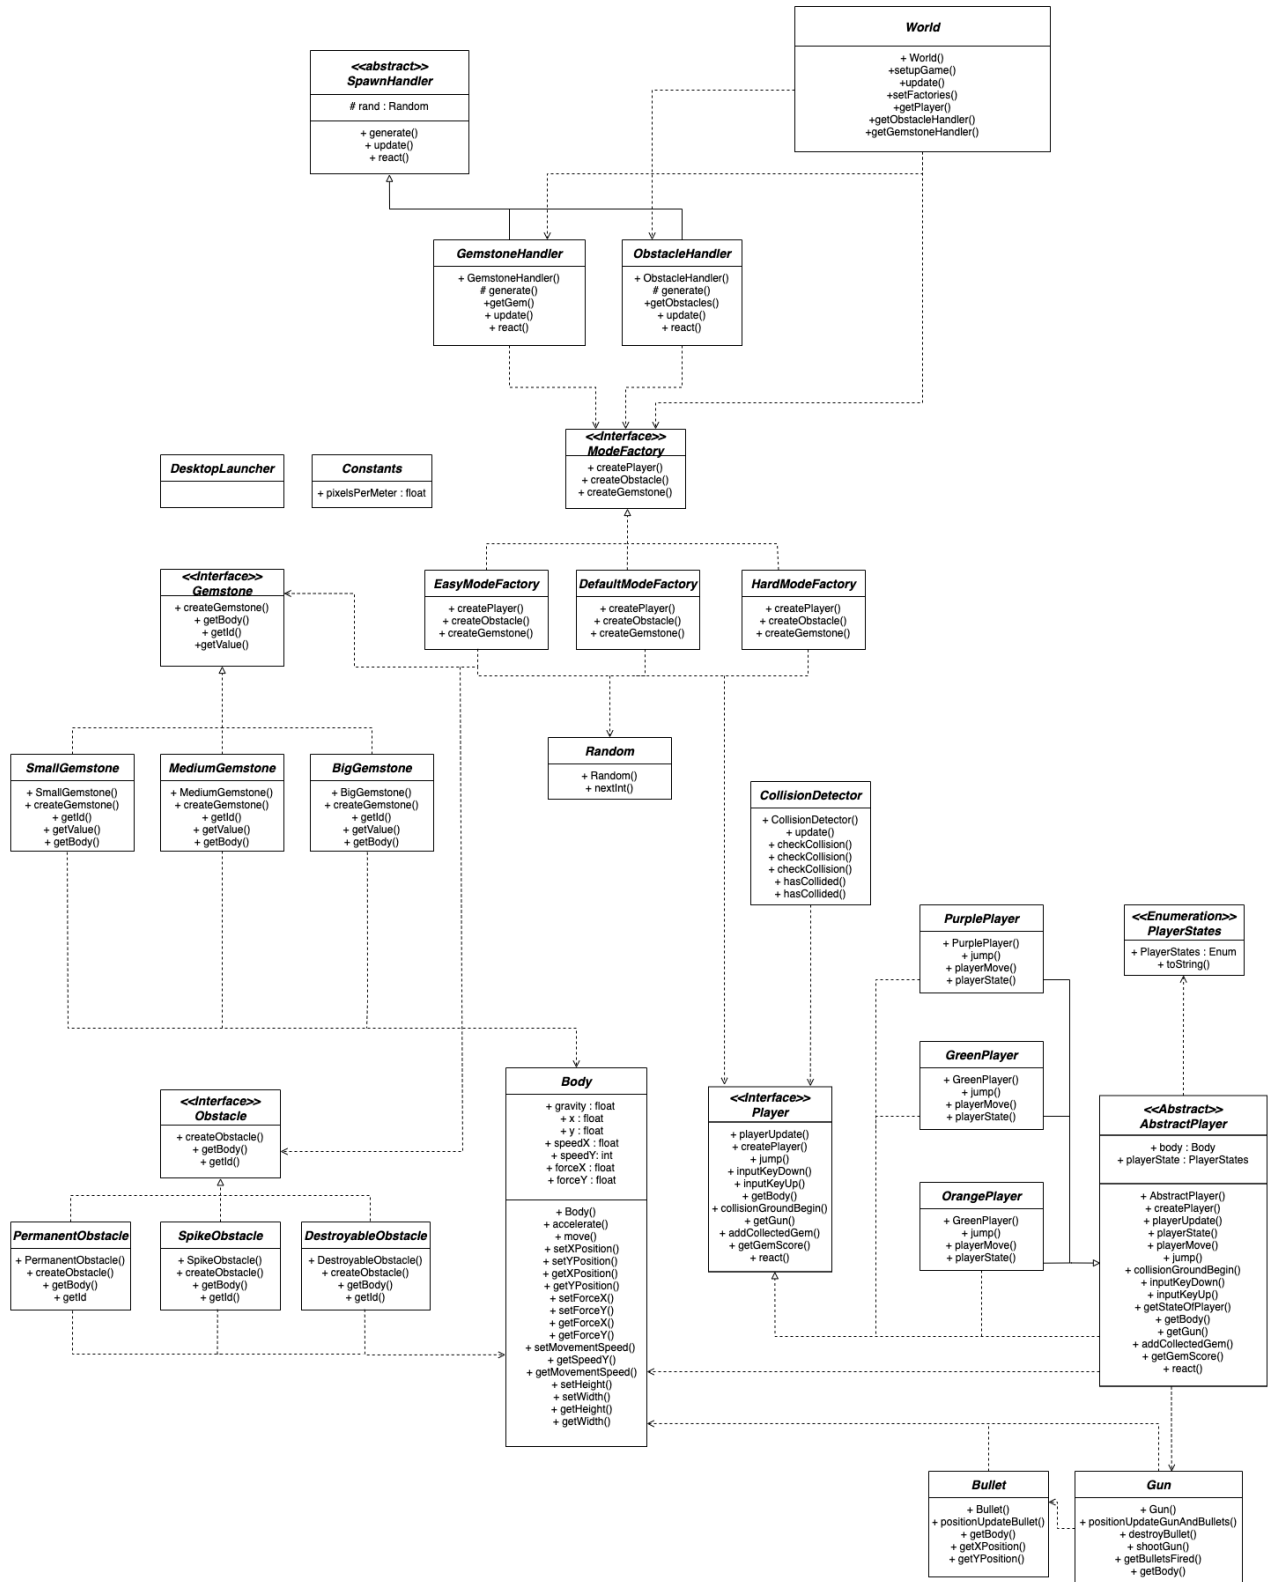 World
+ World()
+setupGame()
+update()
+setFactories()
+getPlayer()
+getObstacleHandler()
+getGemstoneHandler()
<<abstract>>
SpawnHandler
# rand : Random
+ generate()
+ update()
+ react()
GemstoneHandler
+ GemstoneHandler()
# generate()
+getGem()
+ update()
+ react()
ObstacleHandler
+ ObstacleHandler()
# generate()
+getObstacles()
+ update()
+ react()
<<Interface>>
ModeFactory
+ createPlayer()
+ createObstacle()
+ createGemstone()
DesktopLauncher
Constants
+ pixelsPerMeter : float
<<Interface>>
Gemstone
+ createGemstone()
+ getBody()
+ getId()
+getValue()
EasyModeFactory
+ createPlayer()
+ createObstacle()
+ createGemstone()
DefaultModeFactory
+ createPlayer()
+ createObstacle()
+ createGemstone()
HardModeFactory
+ createPlayer()
+ createObstacle()
+ createGemstone()
Random
+ Random()
+ nextInt()
SmallGemstone
+ SmallGemstone()
+ createGemstone()
+ getId()
+ getValue()
+ getBody()
MediumGemstone
+ MediumGemstone()
+ createGemstone()
+ getId()
+ getValue()
+ getBody()
BigGemstone
+ BigGemstone()
+ createGemstone()
+ getId()
+ getValue()
+ getBody()
CollisionDetector
+ CollisionDetector()
+ update()
+ checkCollision()
+ checkCollision()
+ checkCollision()
+ hasCollided()
+ hasCollided()
PurplePlayer
+ PurplePlayer()
+ jump()
+ playerMove()
+ playerState()
<<Enumeration>>
PlayerStates
+ PlayerStates : Enum
+ toString()
GreenPlayer
+ GreenPlayer()
+ jump()
+ playerMove()
+ playerState()
OrangePlayer
+ GreenPlayer()
+ jump()
+ playerMove()
+ playerState()
<<Abstract>>
AbstractPlayer
+ body : Body
+ playerState : PlayerStates
+ AbstractPlayer()
+ createPlayer()
+ playerUpdate()
+ playerState()
+ playerMove()
+ jump()
+ collisionGroundBegin()
+ inputKeyDown()
+ inputKeyUp()
+ getStateOfPlayer()
+ getBody()
+ getGun()
+ addCollectedGem()
+ getGemScore()
+ react()
<<Interface>>
Player
+ playerUpdate()
+ createPlayer()
+ jump()
+ inputKeyDown()
+ inputKeyUp()
+ getBody()
+ collisionGroundBegin()
+ getGun()
+ addCollectedGem()
+ getGemScore()
+ react()
Body
+ gravity : float
+ x : float
+ y : float
+ speedX : float
+ speedY: int
+ forceX : float
+ forceY : float
+ Body()
+ accelerate()
+ move()
+ setXPosition()
+ setYPosition()
+ getXPosition()
+ getYPosition()
+ setForceX()
+ setForceY()
+ getForceX()
+ getForceY()
+ setMovementSpeed()
+ getSpeedY()
+ getMovementSpeed()
+ setHeight()
+ setWidth()
+ getHeight()
+ getWidth()
<<Interface>>
Obstacle
+ createObstacle()
+ getBody()
+ getId()
PermanentObstacle
+ PermanentObstacle()
+ createObstacle()
+ getBody()
+ getId
SpikeObstacle
+ SpikeObstacle()
+ createObstacle()
+ getBody()
+ getId()
DestroyableObstacle
+ DestroyableObstacle()
+ createObstacle()
+ getBody()
+ getId()
Bullet
+ Bullet()
+ positionUpdateBullet()
+ getBody()
+ getXPosition()
+ getYPosition()
Gun
+ Gun()
+ positionUpdateGunAndBullets()
+ destroyBullet()
+ shootGun()
+ getBulletsFired()
+ getBody()